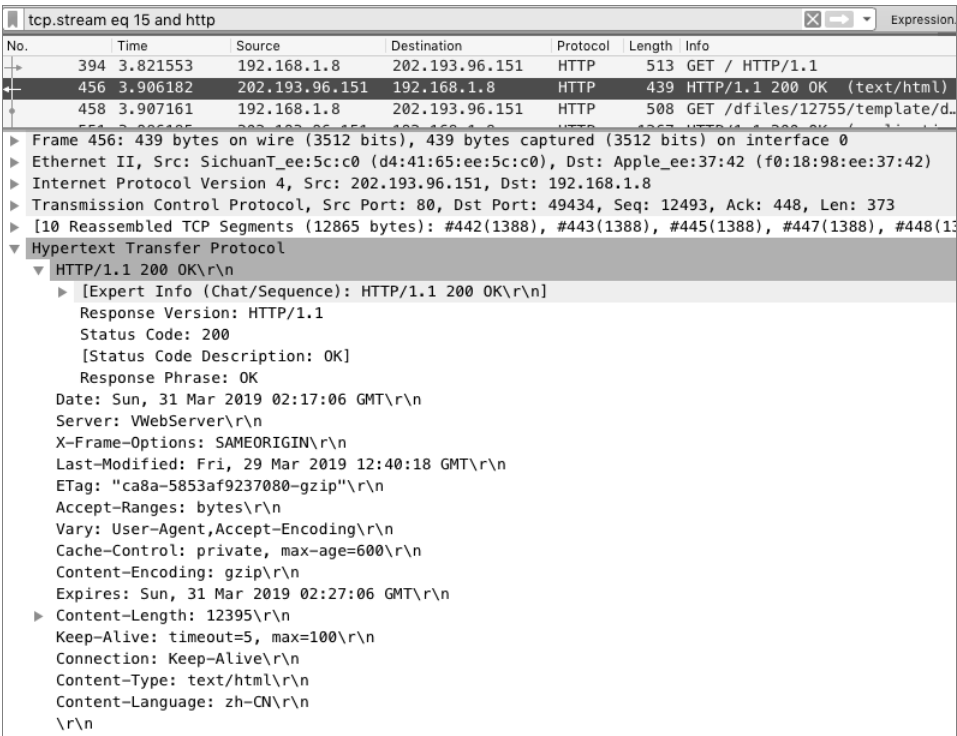 tcp.stream eq 15 and http Expression.
No. Time Source Destination Protocol Length Info
394 3.821553 192.168.1.8 202.193.96.151 HTTP 513 GET / HTTP/1.1
456 3.906182 202.193.96.151 192.168.1.8 HTTP 439 HTTP/1.1 200 OK (text/html)
458 3.907161 192.168.1.8 202.193.96.151 HTTP 508 GET /dfiles/12755/template/d…
Frame 456: 439 bytes on wire (3512 bits), 439 bytes captured (3512 bits) on interface 0
Ethernet II, Src: SichuanT_ee:5c:c0 (d4:41:65:ee:5c:c0), Dst: Apple_ee:37:42 (f0:18:98:ee:37:42)
Internet Protocol Version 4, Src: 202.193.96.151, Dst: 192.168.1.8
Transmission Control Protocol, Src Port: 80, Dst Port: 49434, Seq: 12493, Ack: 448, Len: 373
[10 Reassembled TCP Segments (12865 bytes): #442(1388), #443(1388), #445(1388), #447(1388), #448(13
Hypertext Transfer Protocol
HTTP/1.1 200 OK\r\n
[Expert Info (Chat/Sequence): HTTP/1.1 200 OK\r\n]
Response Version: HTTP/1.1
Status Code: 200
[Status Code Description: OK]
Response Phrase: OK
Date: Sun, 31 Mar 2019 02:17:06 GMT\r\n
Server: VWebServer\r\n
X-Frame-Options: SAMEORIGIN\r\n
Last-Modified: Fri, 29 Mar 2019 12:40:18 GMT\r\n
ETag: "ca8a-5853af9237080-gzip"\r\n
Accept-Ranges: bytes\r\n
Vary: User-Agent,Accept-Encoding\r\n
Cache-Control: private, max-age=600\r\n
Content-Encoding: gzip\r\n
Expires: Sun, 31 Mar 2019 02:27:06 GMT\r\n
Content-Length: 12395\r\n
Keep-Alive: timeout=5, max=100\r\n
Connection: Keep-Alive\r\n
Content-Type: text/html\r\n
Content-Language: zh-CN\r\n
\r\n